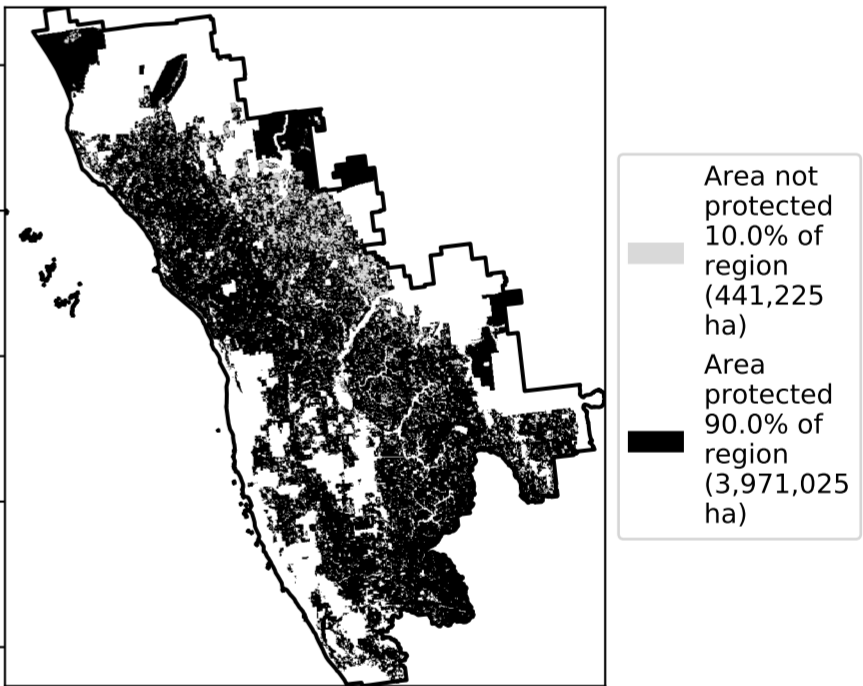 Area not
protected
10.0% of
region
(441,225
ha)
Area
protected
90.0% of
region
(3,971,025
ha)